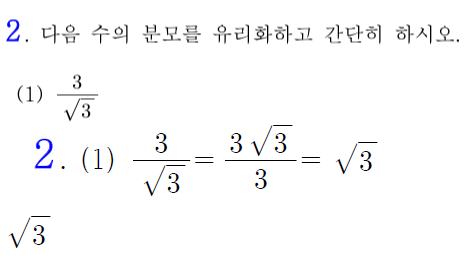 2. 다음 수의 분모를 유리화하고 간단히 하시오.
(1) 3/√3
2. (1) 3/√3 = 3√3/3 = √3
√3